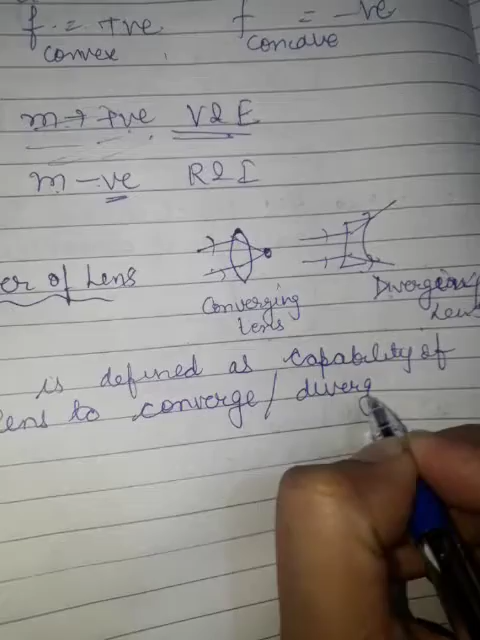 f = +ve f = -ve
convex concave
m → +ve V & E
m -ve R & I
er of Lens
Converging
lens
Diverging
Lens
is defined as capability of
lens to converge / diverg